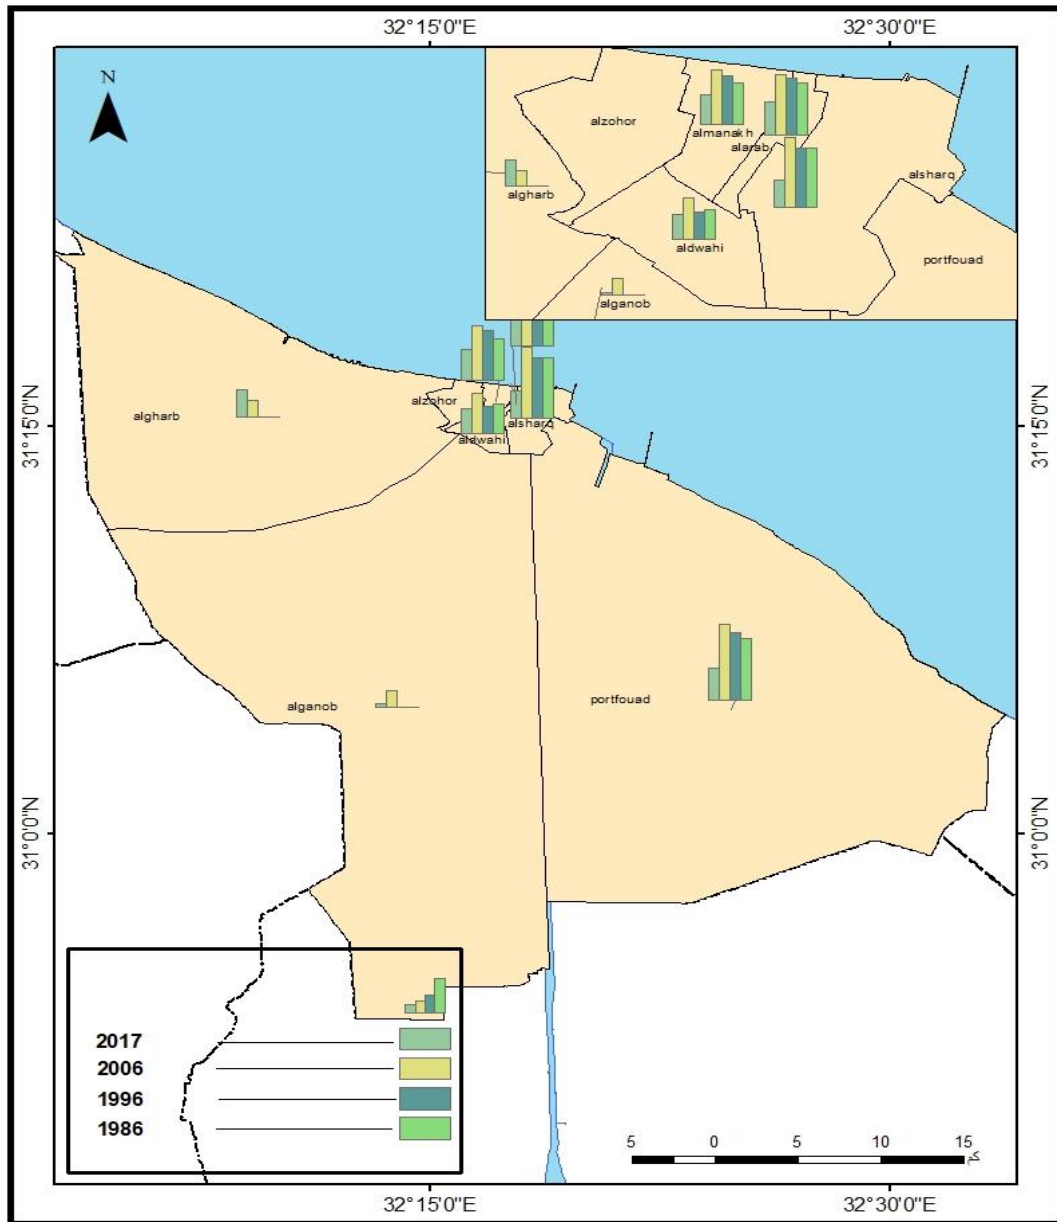 32°15'0"E
32°30'0"E
N
alzohor
almanakh
alarab
alsharq
algharb
aldwahi
portfouad
alganob
31°15'0"N
31°15'0"N
algharb
alzohor
aldwahi
alsharq
alganob
portfouad
31°0'0"N
31°0'0"N
2017
2006
1996
1986
5 0 5 10 15
32°15'0"E
32°30'0"E